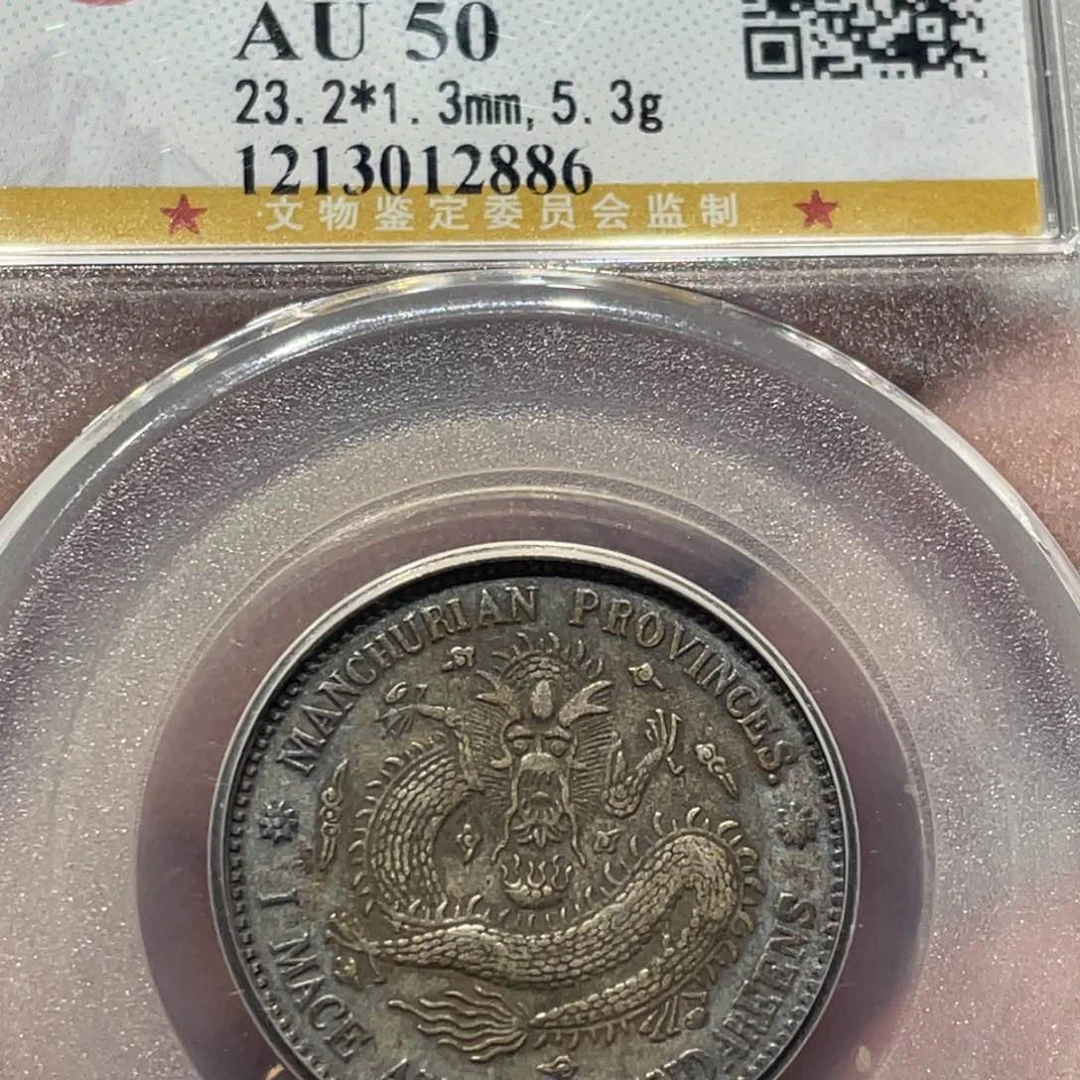 AU 50
23.2*1.3mm, 5.3g
1213012886
文物鉴定委员会监制
MANCHURIAN PROVINCES.
1 MACE